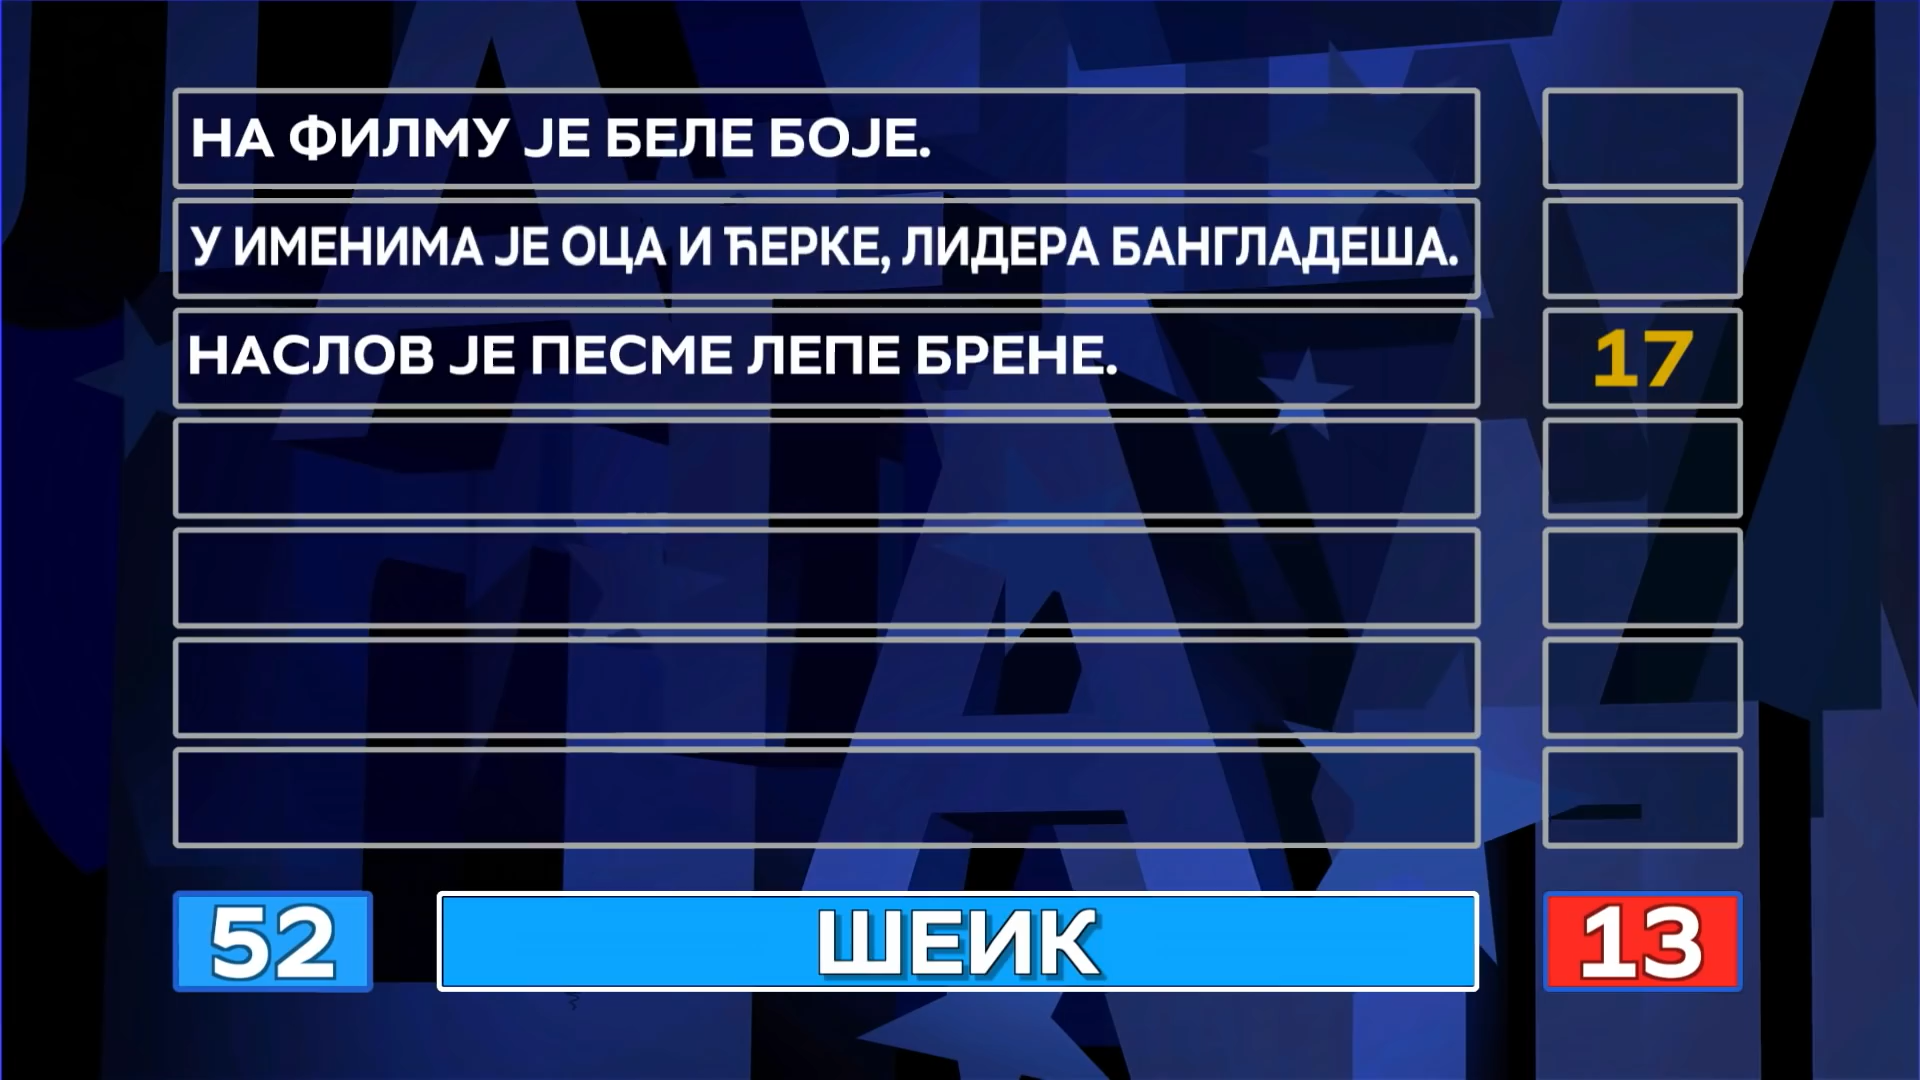 НА ФИЛМУ ЈЕ БЕЛЕ БОЈЕ.
У ИМЕНИМА ЈЕ ОЦА И ЋЕРКЕ, ЛИДЕРА БАНГЛАДЕША.
НАСЛОВ ЈЕ ПЕСМЕ ЛЕПЕ БРЕНЕ.
17
52
ШЕИК
13